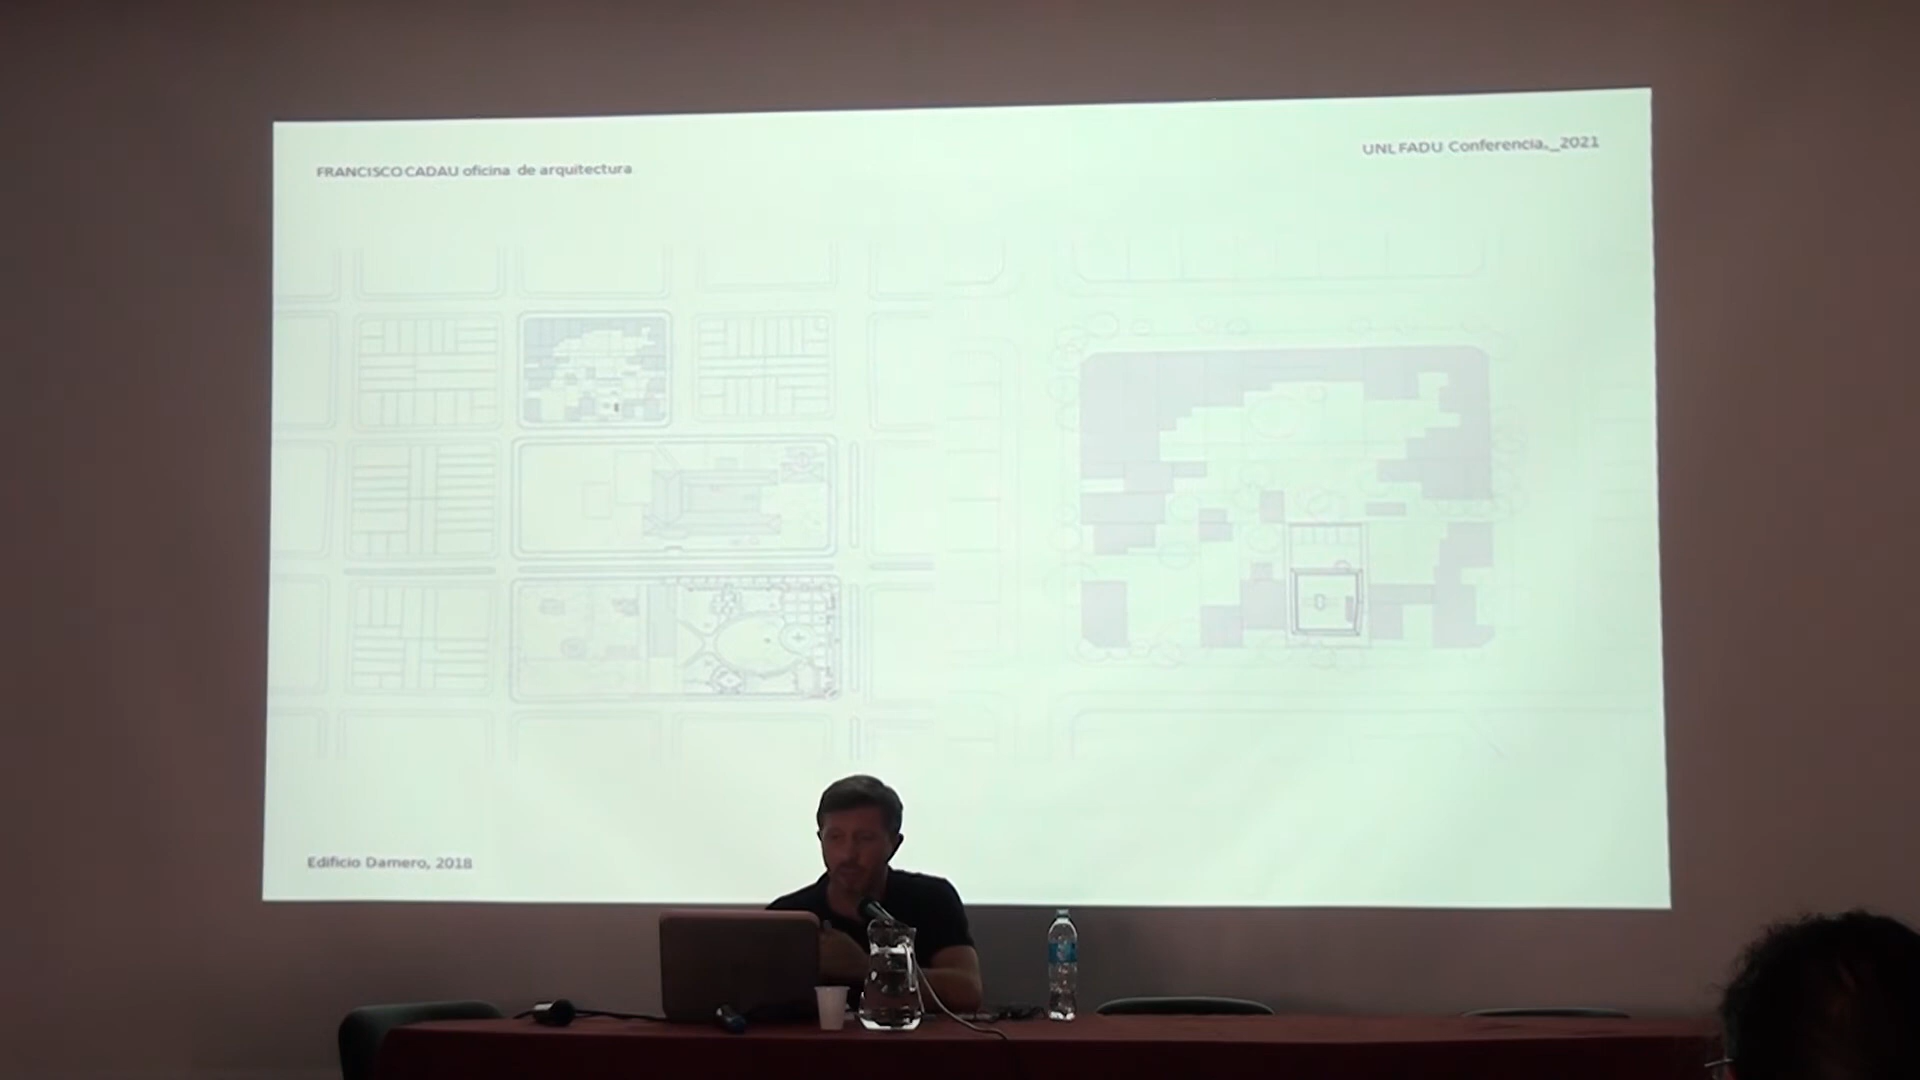 FRANCISCO CADAU oficina de arquitectura
UNL FADU Conferencia._2021
Edificio Damero, 2018